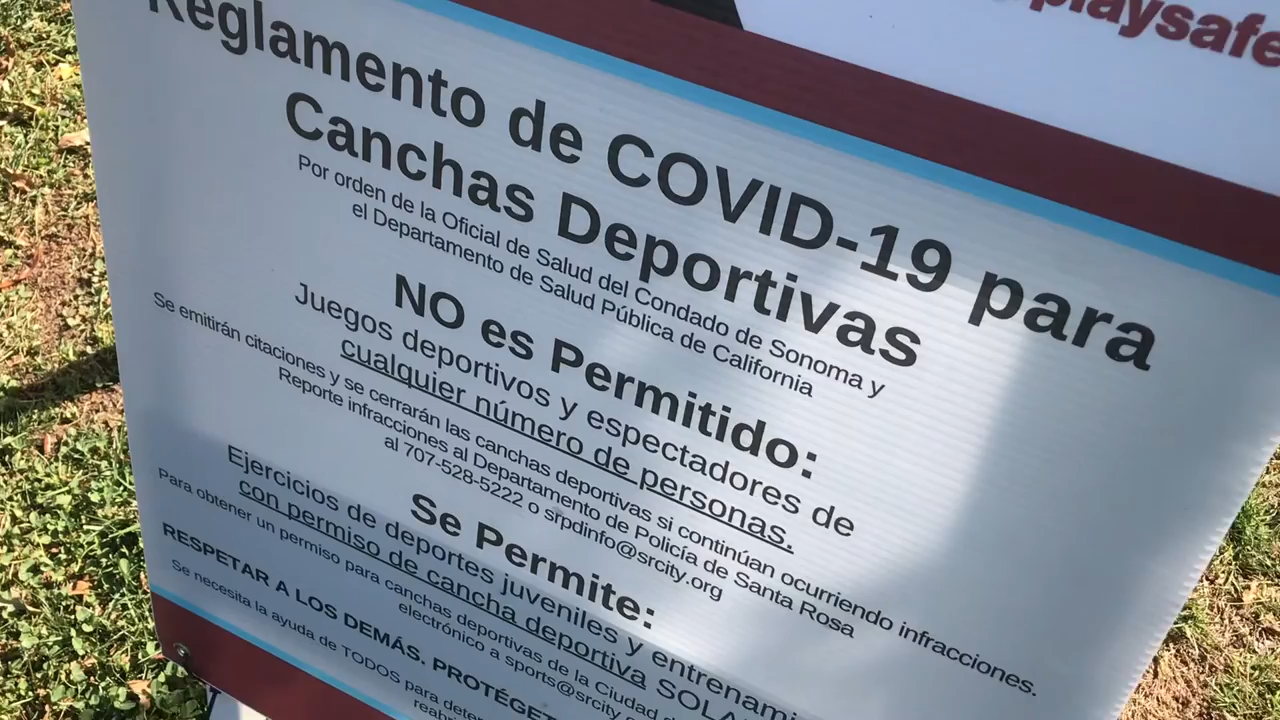 playsafe
Reglamento de COVID-19 para
Canchas Deportivas
Por orden de la Oficial de Salud del Condado de Sonoma y
el Departamento de Salud Pública de California
NO es Permitido:
Juegos deportivos y espectadores de
cualquier número de personas.
Se emitirán citaciones y se cerrarán las canchas deportivas si continúan ocurriendo infracciones.
Reporte infracciones al Departamento de Policía de Santa Rosa
al 707-528-5222 o srpdinfo@srcity.org
Se Permite:
Ejercicios de deportes juveniles y entrenami
con permiso de cancha deportiva SOLA
Para obtener un permiso para canchas deportivas de la Ciudad
electrónico a sports@srcity
RESPETAR A LOS DEMÁS. PROTÉGET
Se necesita la ayuda de TODOS para deter
reab